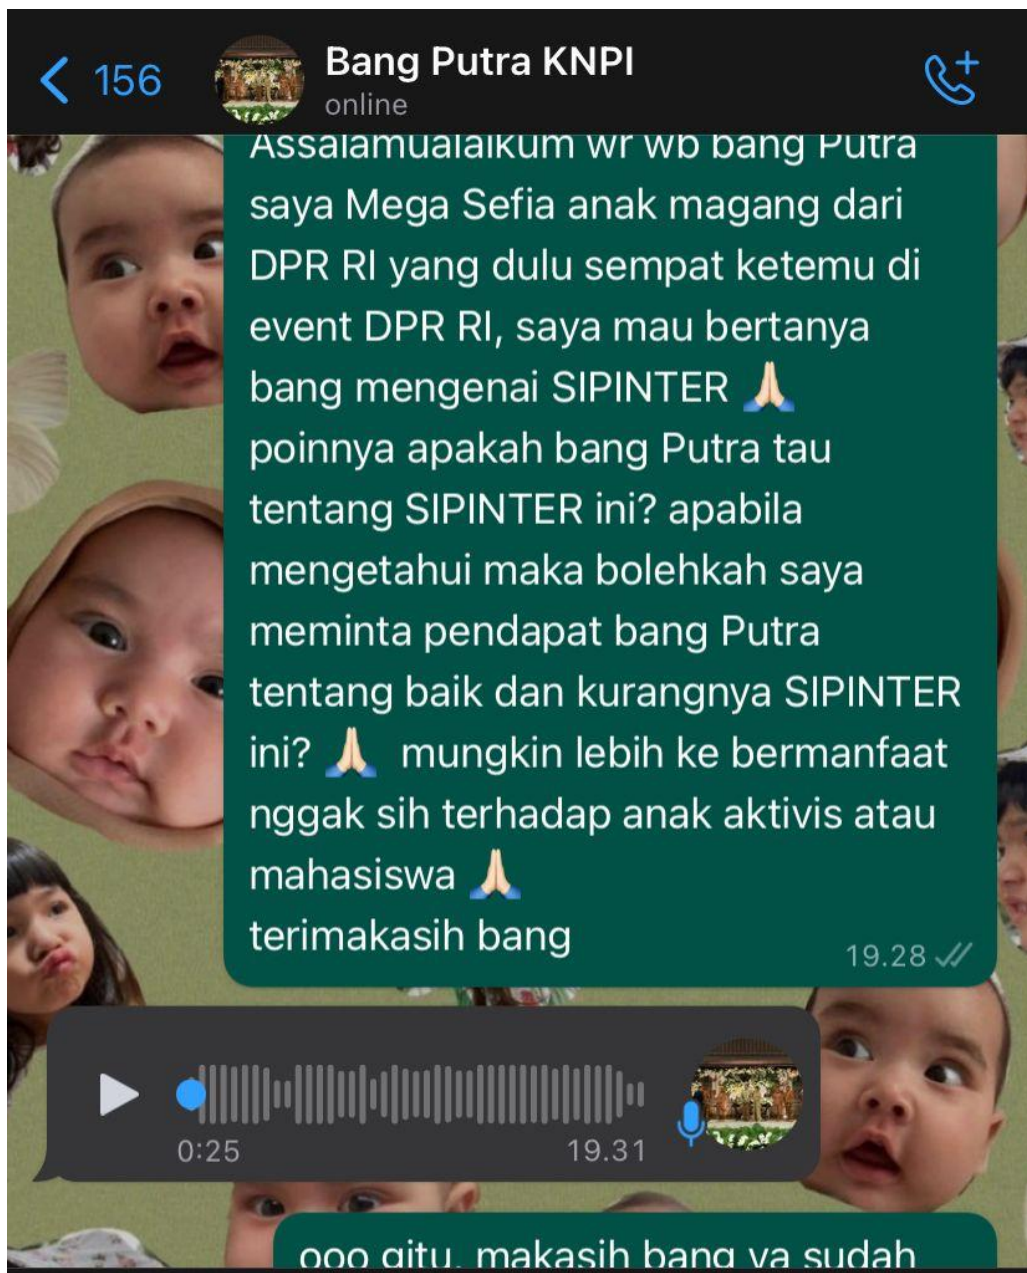 156
Bang Putra KNPI
online
Assalamualaikum wr wb bang Putra
saya Mega Sefia anak magang dari
DPR RI yang dulu sempat ketemu di
event DPR RI, saya mau bertanya
bang mengenai SIPINTER 🙏🏻
poinnya apakah bang Putra tau
tentang SIPINTER ini? apabila
mengetahui maka bolehkah saya
meminta pendapat bang Putra
tentang baik dan kurangnya SIPINTER
ini? 🙏🏻 mungkin lebih ke bermanfaat
nggak sih terhadap anak aktivis atau
mahasiswa 🙏🏻
terimakasih bang
19.28
0:25
19.31
ooo gitu, makasih bang ya sudah